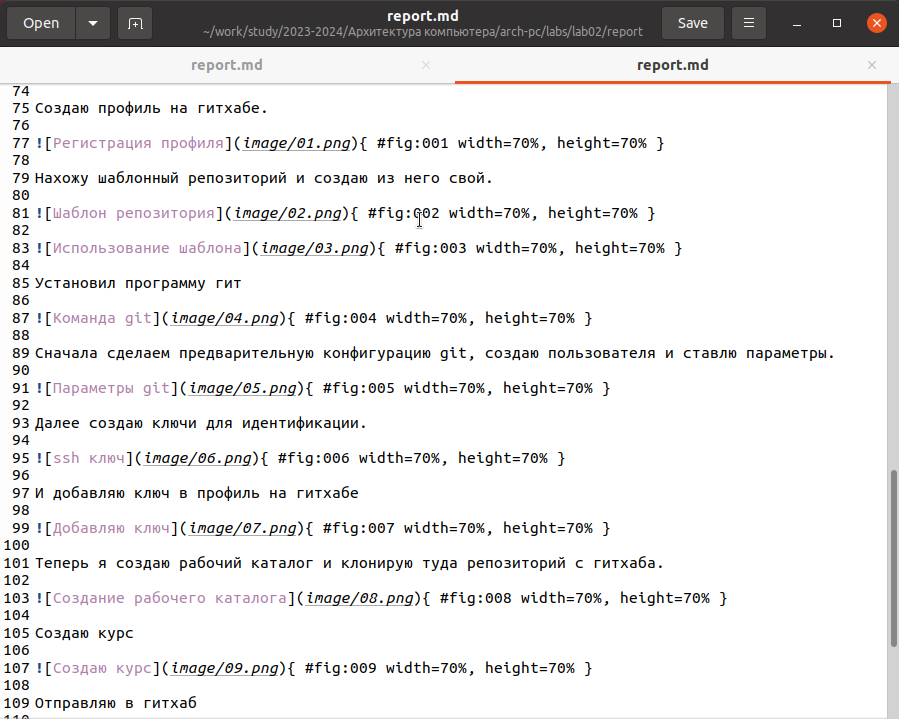 Open
report.md
~/work/study/2023-2024/Архитектура компьютера/arch-pc/labs/lab02/report
Save
report.md
report.md
74
75 Создаю профиль на гитхабе.
76
77 ![Регистрация профиля](image/01.png){ #fig:001 width=70%, height=70% }
78
79 Нахожу шаблонный репозиторий и создаю из него свой.
80
81 ![Шаблон репозитория](image/02.png){ #fig:002 width=70%, height=70% }
82
83 ![Использование шаблона](image/03.png){ #fig:003 width=70%, height=70% }
84
85 Установил программу гит
86
87 ![Команда git](image/04.png){ #fig:004 width=70%, height=70% }
88
89 Сначала сделаем предварительную конфигурацию git, создаю пользователя и ставлю параметры.
90
91 ![Параметры git](image/05.png){ #fig:005 width=70%, height=70% }
92
93 Далее создаю ключи для идентификации.
94
95 ![ssh ключ](image/06.png){ #fig:006 width=70%, height=70% }
96
97 И добавляю ключ в профиль на гитхабе
98
99 ![Добавляю ключ](image/07.png){ #fig:007 width=70%, height=70% }
100
101 Теперь я создаю рабочий каталог и клонирую туда репозиторий с гитхаба.
102
103 ![Создание рабочего каталога](image/08.png){ #fig:008 width=70%, height=70% }
104
105 Создаю курс
106
107 ![Создаю курс](image/09.png){ #fig:009 width=70%, height=70% }
108
109 Отправляю в гитхаб
110